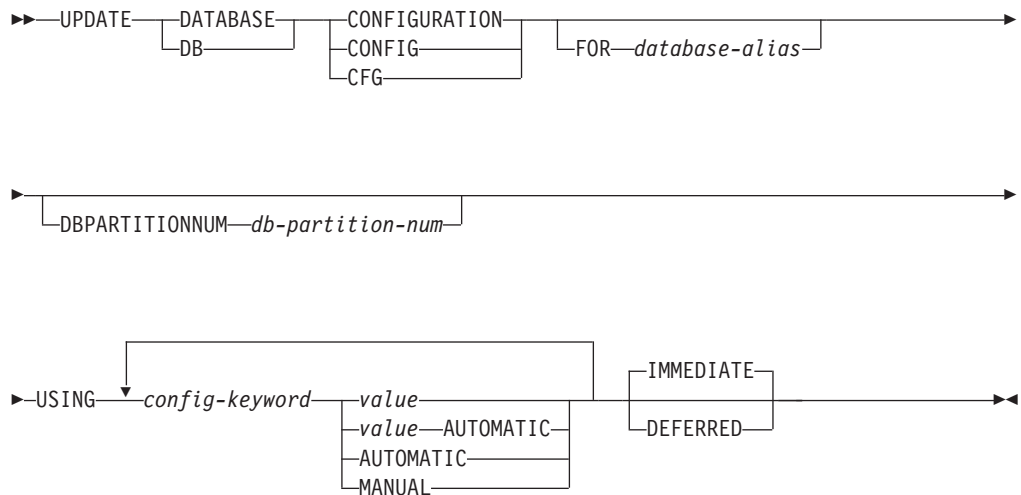 UPDATE DATABASE CONFIGURATION
DB CONFIG FOR database-alias
CFG
DBPARTITIONNUM db-partition-num
IMMEDIATE
USING config-keyword value
value AUTOMATIC DEFERRED
AUTOMATIC
MANUAL